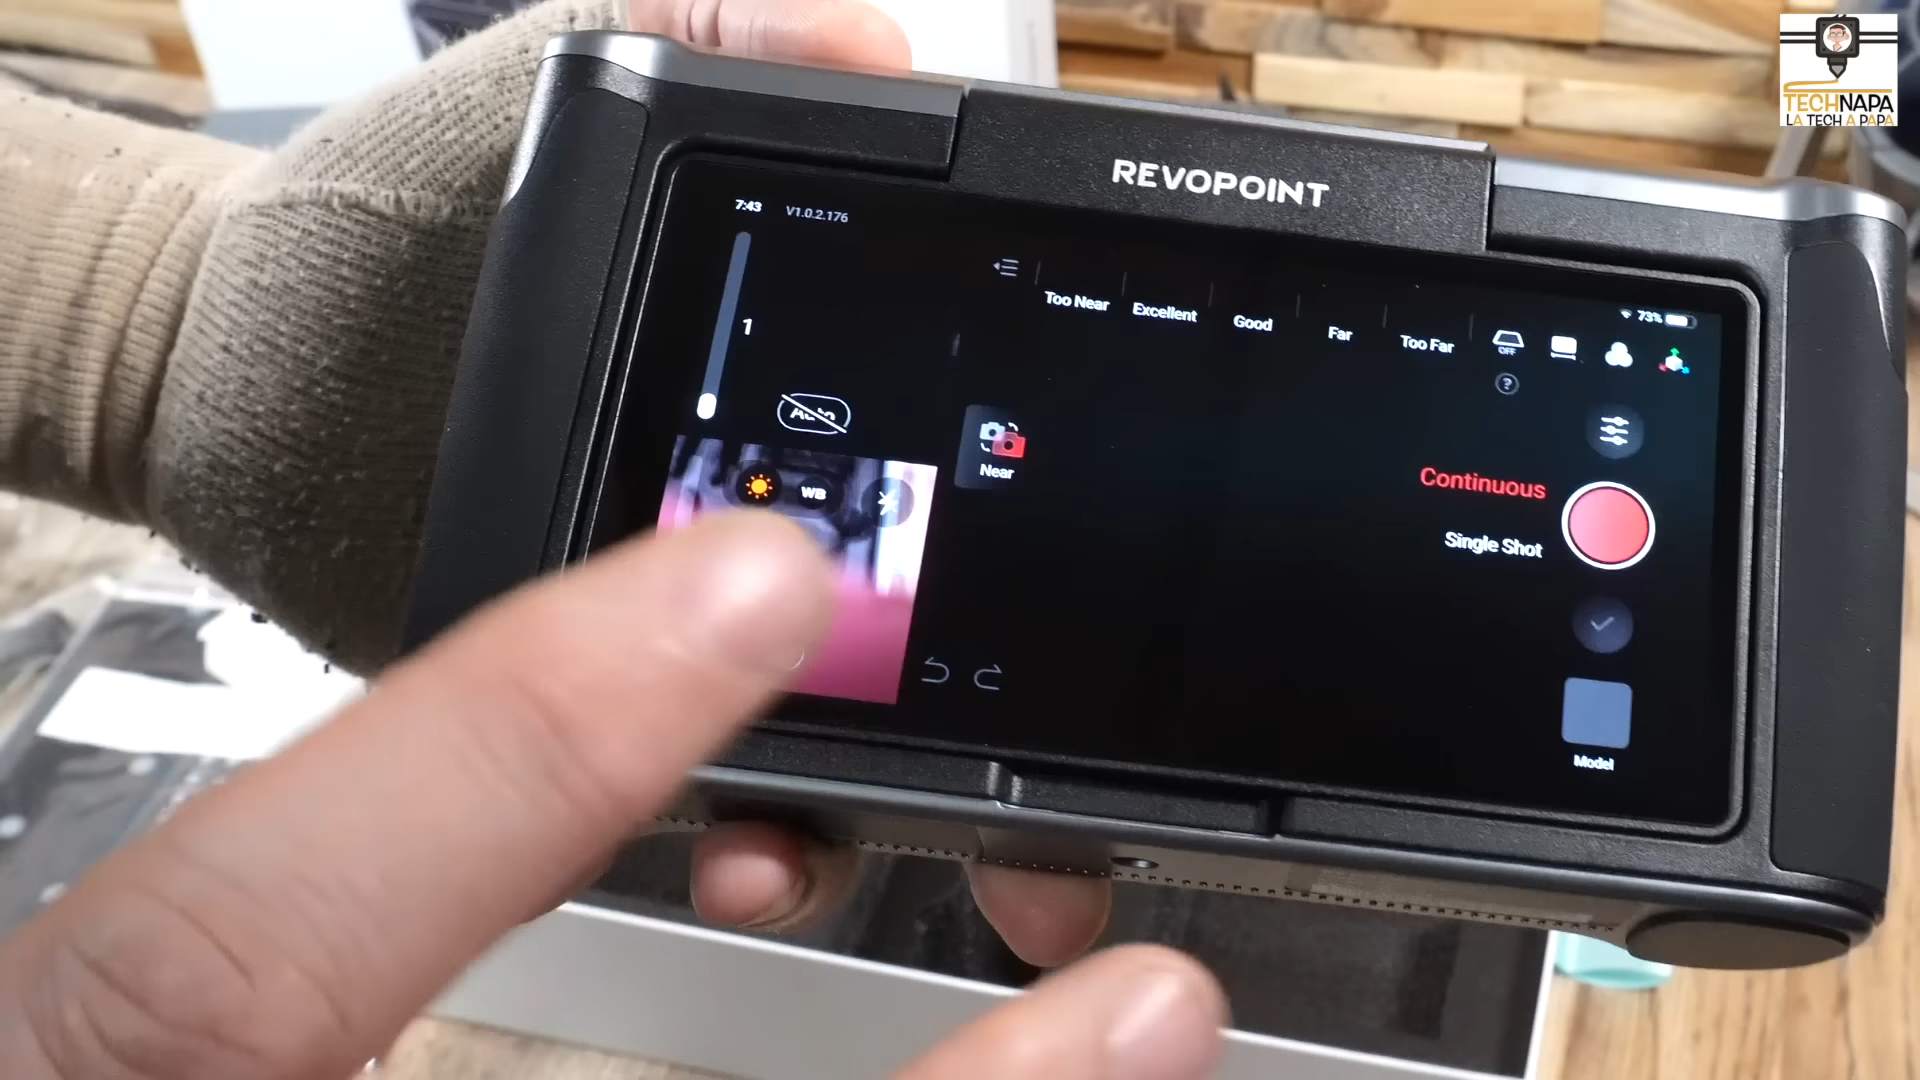 TECHNAPA
LA TECH A PAPA
REVOPOINT
7:43
V1.0.2.176
73%
Too Near
Excellent
Good
Far
Too Far
OFF
?
1
Auto
Near
WB
Continuous
Single Shot
Model